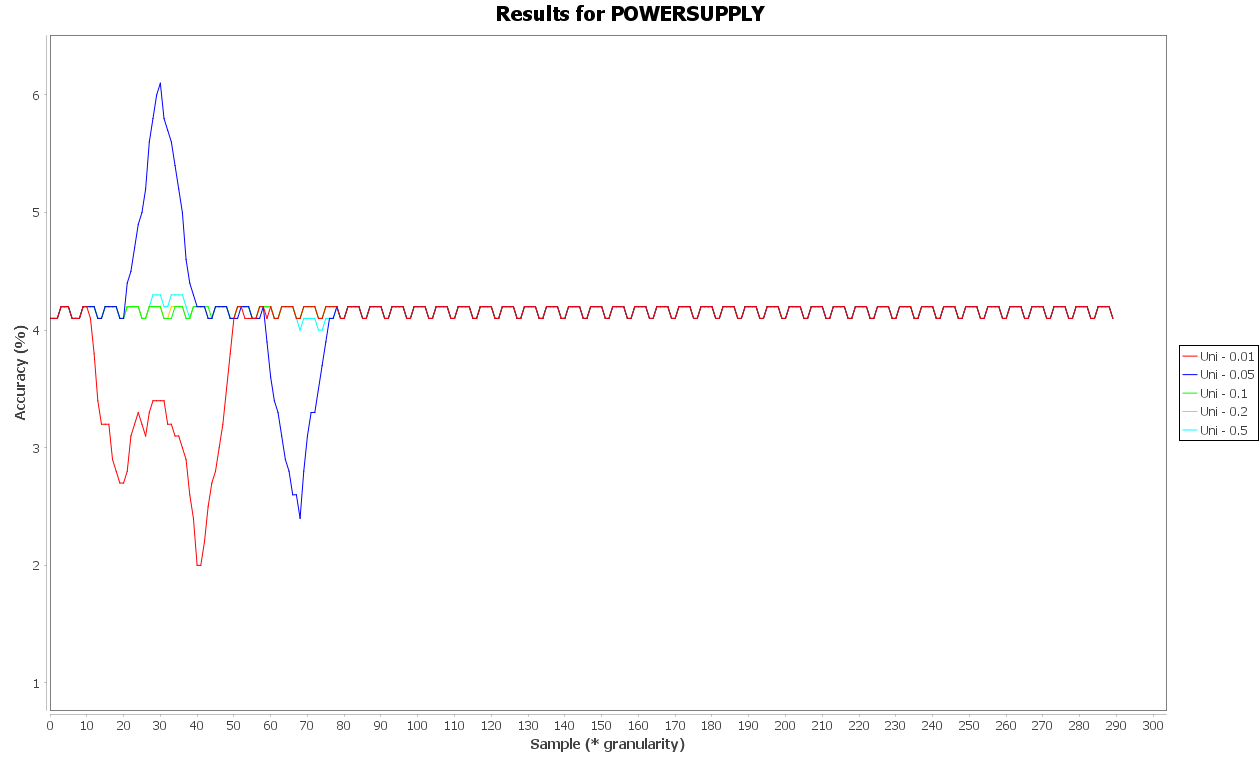 Results for POWERSUPPLY
Accuracy (%)
6
5
4
3
2
1
0 10 20 30 40 50 60 70 80 90 100 110 120 130 140 150 160 170 180 190 200 210 220 230 240 250 260 270 280 290 300
Sample (* granularity)
Uni - 0.01
Uni - 0.05
Uni - 0.1
Uni - 0.2
Uni - 0.5